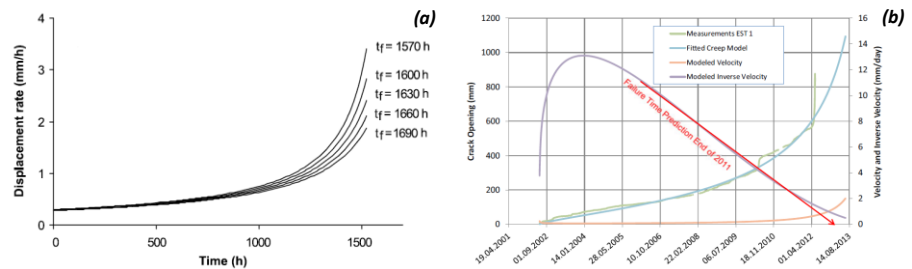 (a)
4
3
2
1
0
Displacement rate (mm/h)
tf = 1570 h
tf = 1600 h
tf = 1630 h
tf = 1660 h
tf = 1690 h
0 500 1000 1500
Time (h)
(b)
1200
1000
800
600
400
200
0
Crack Opening (mm)
Measurements EST 1
Fitted Creep Model
Modeled Velocity
Modeled Inverse Velocity
Failure Time Prediction End of 2011
16
14
12
10
8
6
4
2
0
Velocity and Inverse Velocity (mm/day)
19.04.2001 01.09.2002 14.01.2004 28.05.2005 10.10.2006 22.02.2008 06.07.2009 18.11.2010 01.04.2012 14.08.2013